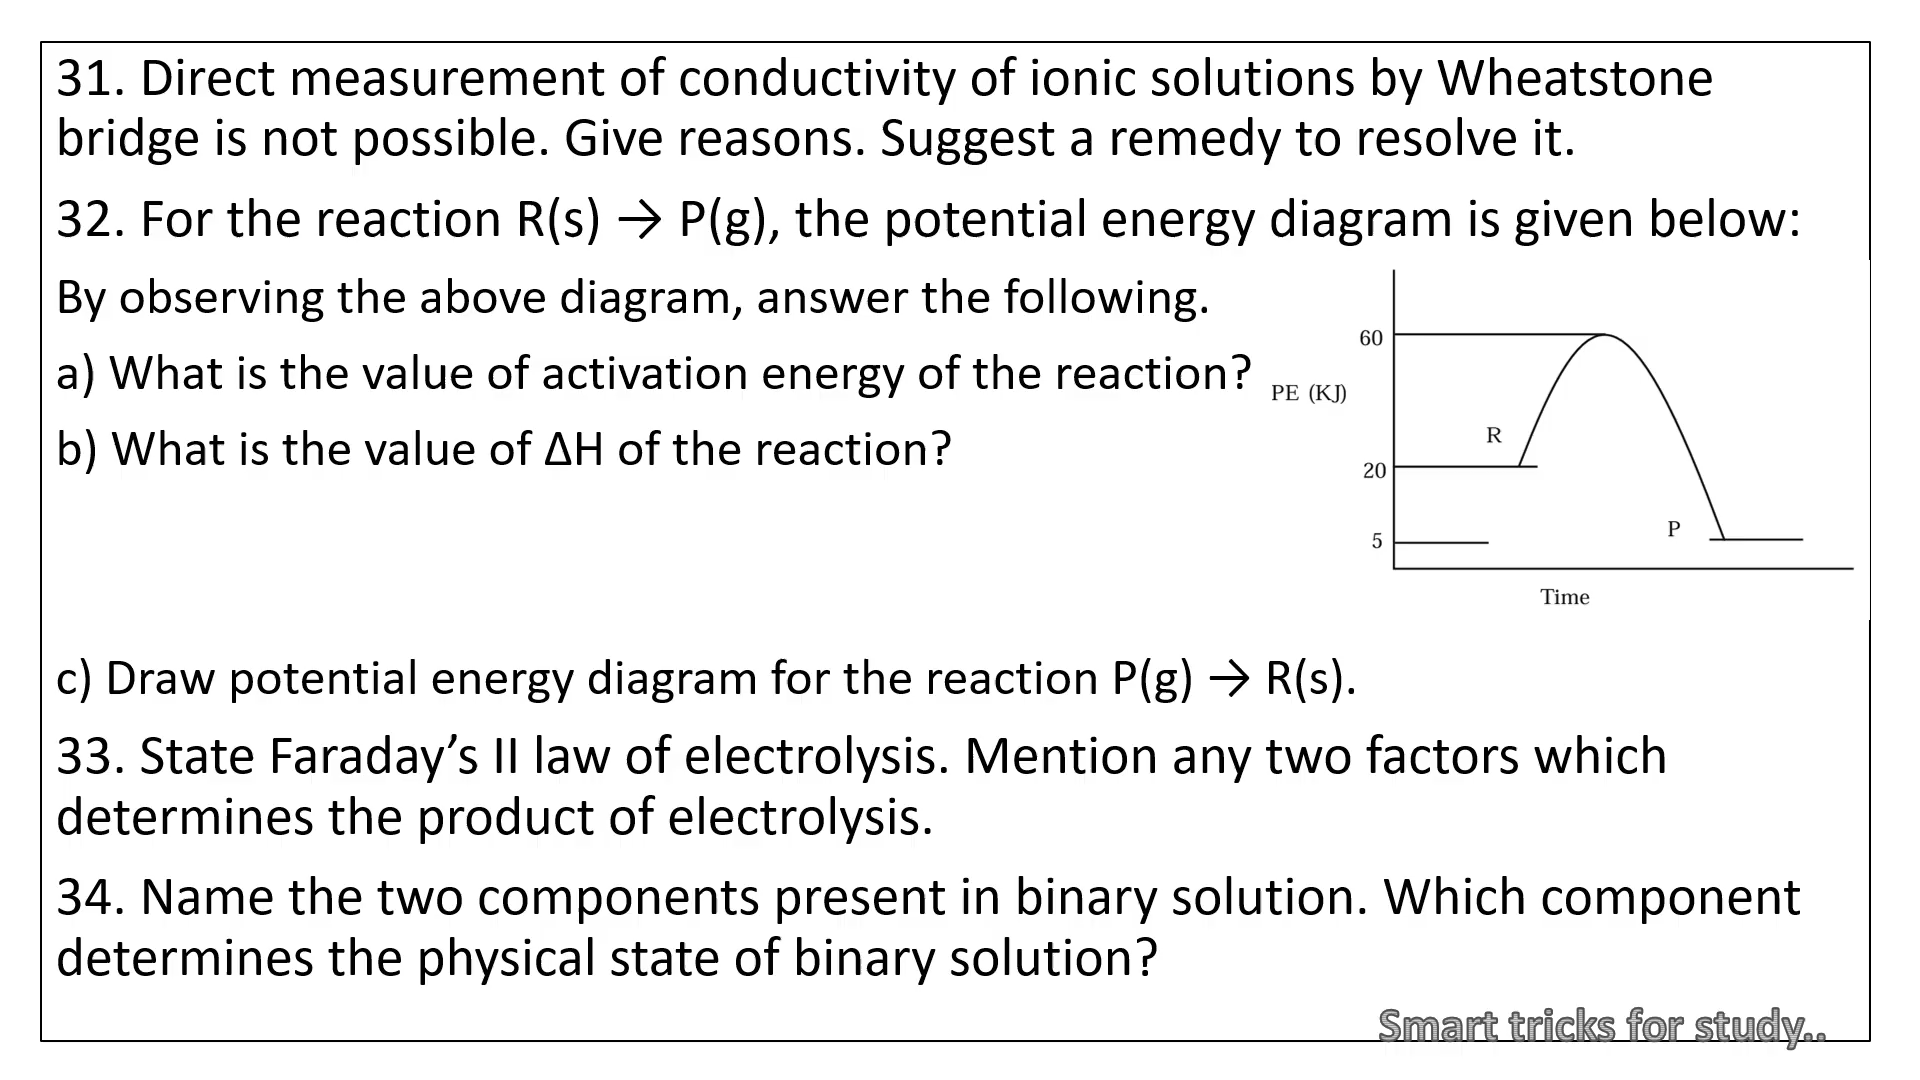 31. Direct measurement of conductivity of ionic solutions by Wheatstone
bridge is not possible. Give reasons. Suggest a remedy to resolve it.
32. For the reaction R(s) → P(g), the potential energy diagram is given below:
By observing the above diagram, answer the following.
a) What is the value of activation energy of the reaction?
b) What is the value of ΔH of the reaction?
60
PE (KJ)
R
20
P
5
Time
c) Draw potential energy diagram for the reaction P(g) → R(s).
33. State Faraday’s II law of electrolysis. Mention any two factors which
determines the product of electrolysis.
34. Name the two components present in binary solution. Which component
determines the physical state of binary solution?
Smart tricks for study..